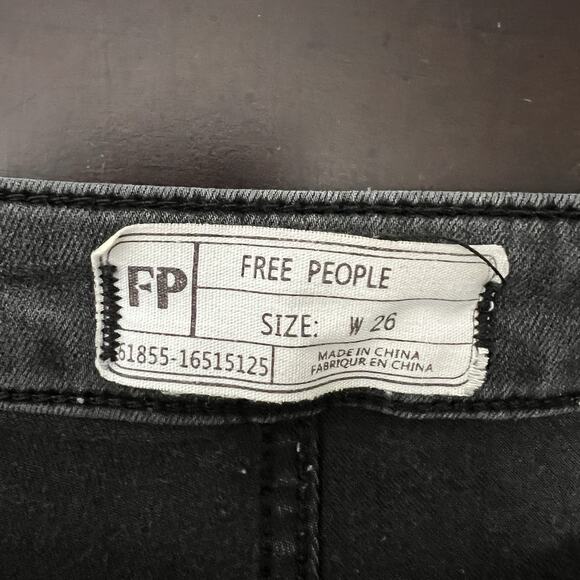 FP
FREE PEOPLE
SIZE: W 26
61855-16515125
MADE IN CHINA
FABRIQUR EN CHINA